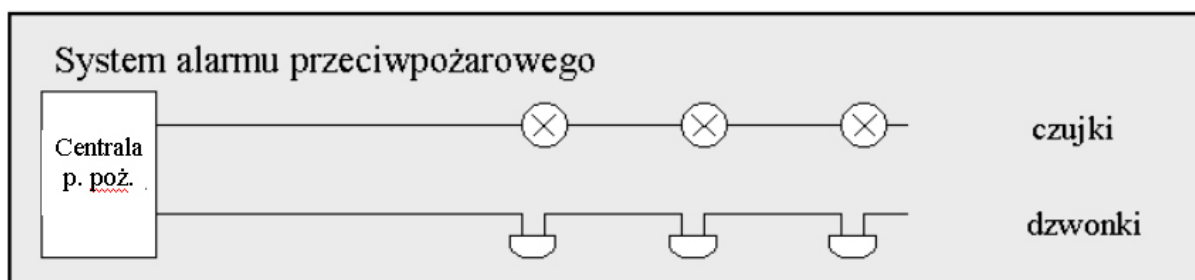 System alarmu przeciwpożarowego
Centrala
p. poż.
czujki
dzwonki